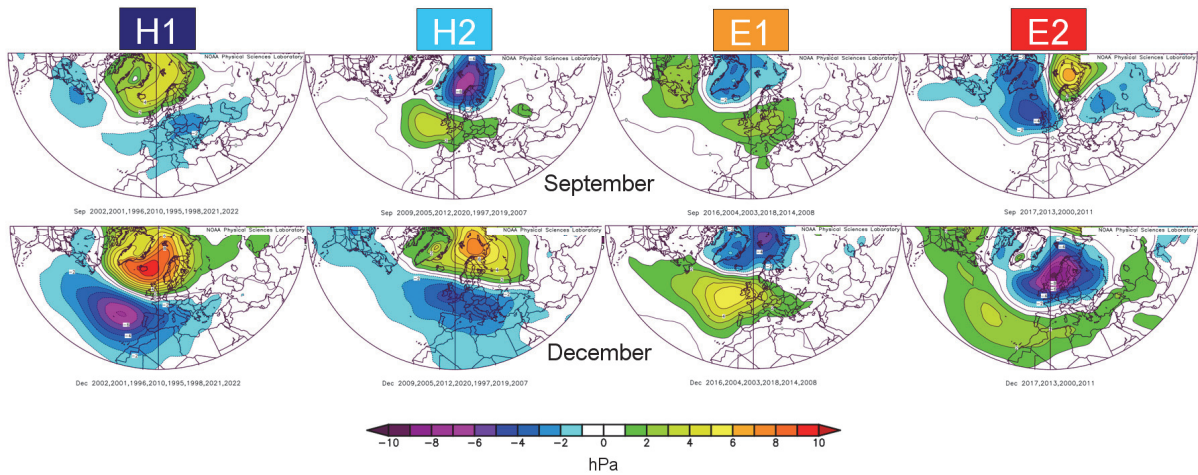 H1 H2 E1 E2
NOAA Physical Sciences Laboratory NOAA Physical Sciences Laboratory NOAA Physical Sciences Laboratory NOAA Physical Sciences Laboratory
September
Sep 2002,2001,1996,2010,1995,1998,2021,2022 Sep 2009,2005,2012,2020,1997,2019,2007 Sep 2016,2004,2003,2018,2014,2008 Sep 2017,2013,2000,2011
NOAA Physical Sciences Laboratory NOAA Physical Sciences Laboratory NOAA Physical Sciences Laboratory NOAA Physical Sciences Laboratory
December
Dec 2002,2001,1996,2010,1995,1998,2021,2022 Dec 2009,2005,2012,2020,1997,2019,2007 Dec 2016,2004,2003,2018,2014,2008 Dec 2017,2013,2000,2011
-10 -8 -6 -4 -2 0 2 4 6 8 10
hPa